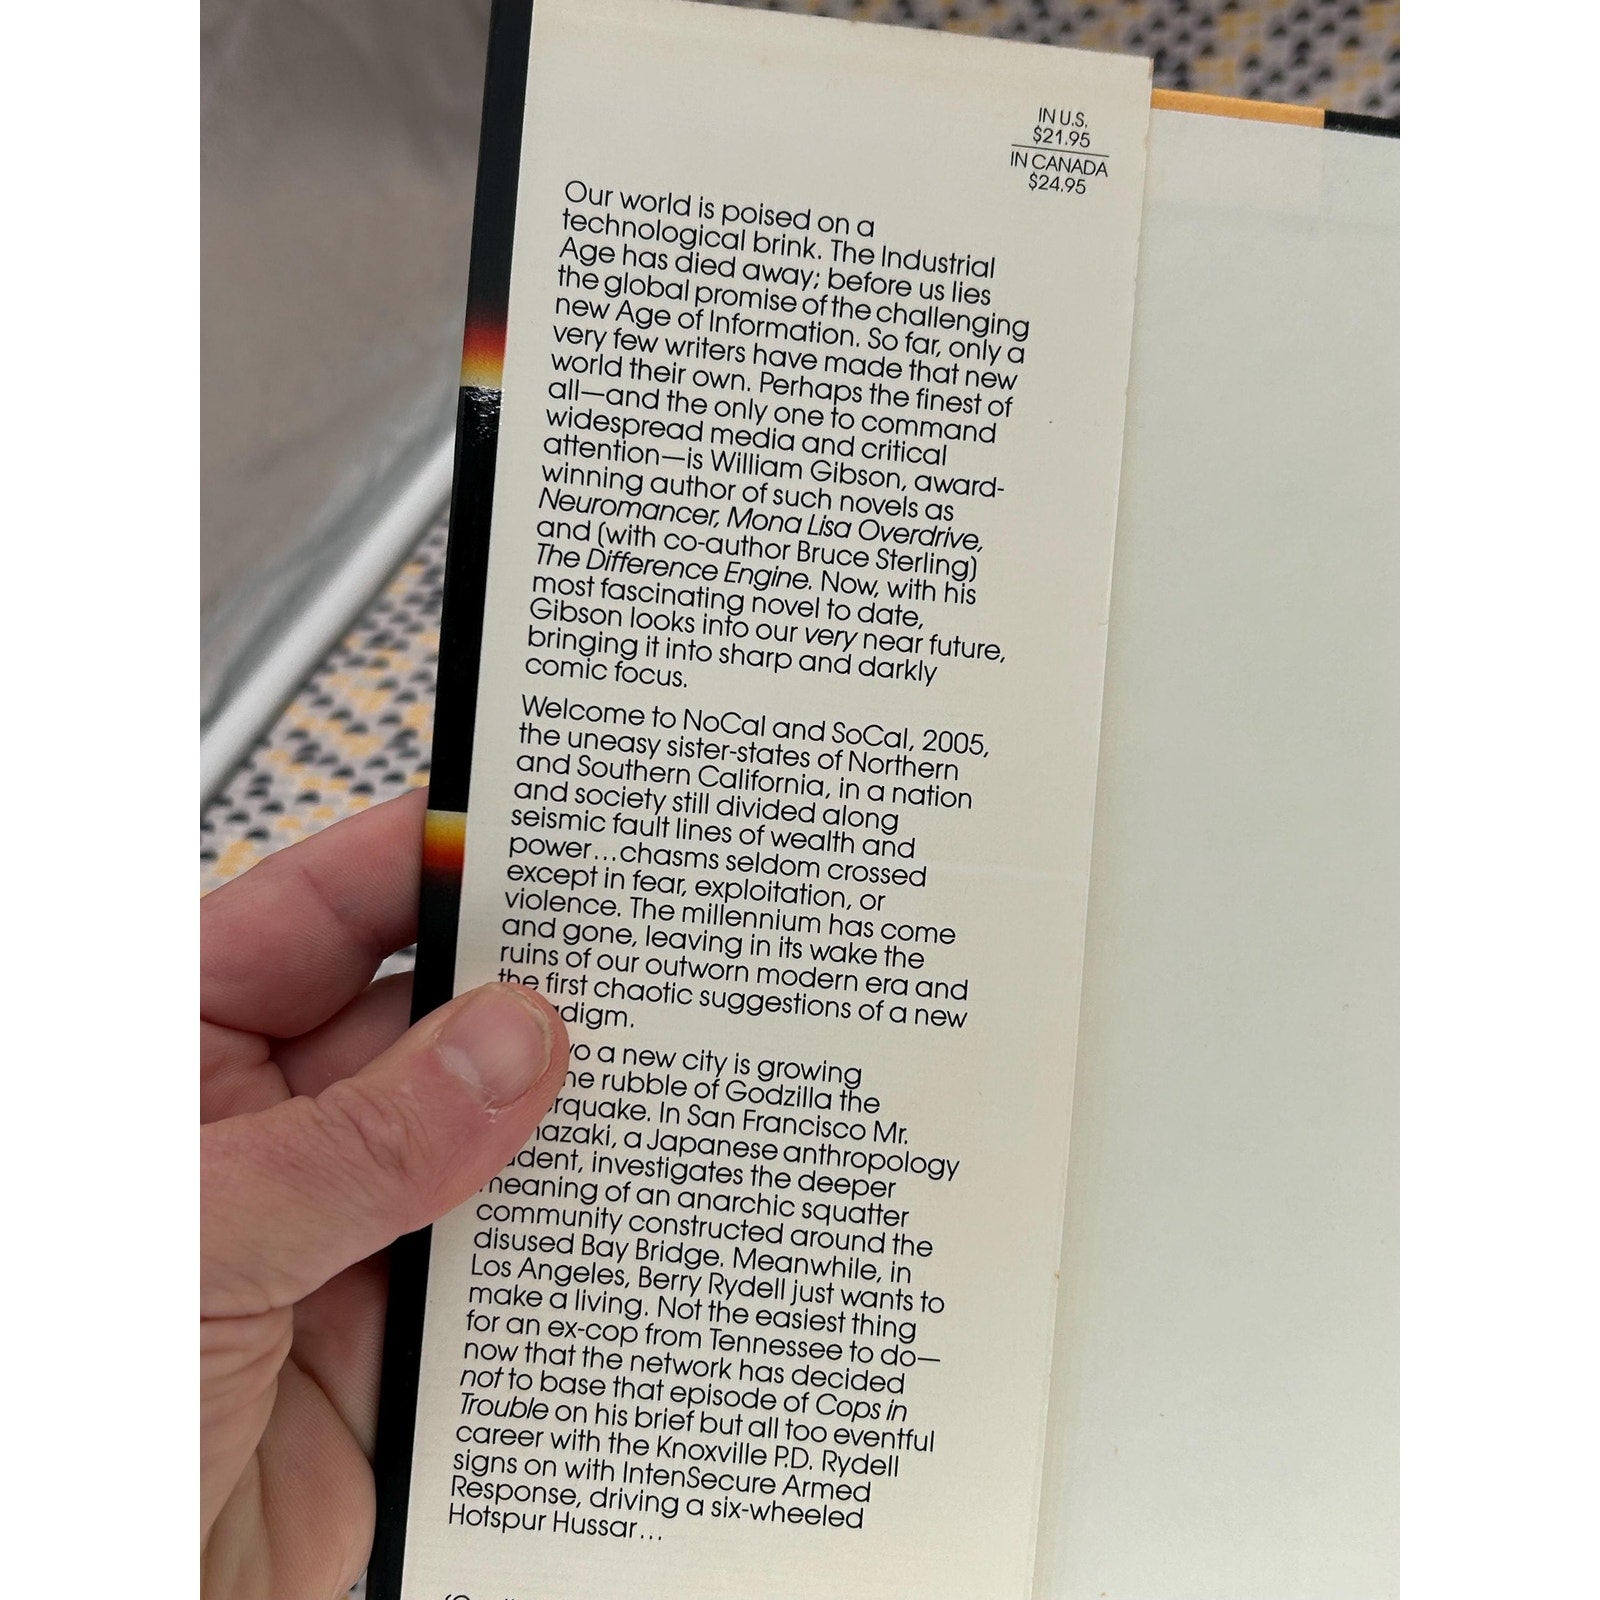 IN U.S.
$21.95
IN CANADA
$24.95
Our world is poised on a
technological brink. The Industrial
Age has died away; before us lies
the global promise of the challenging
new Age of Information. So far, only a
very few writers have made that new
world their own. Perhaps the finest of
all—and the only one to command
widespread media and critical
attention—is William Gibson, award-
winning author of such novels as
Neuromancer, Mona Lisa Overdrive,
and (with co-author Bruce Sterling)
The Difference Engine. Now, with his
most fascinating novel to date,
Gibson looks into our very near future,
bringing it into sharp and darkly
comic focus.
Welcome to NoCal and SoCal, 2005,
the uneasy sister-states of Northern
and Southern California, in a nation
and society still divided along
seismic fault lines of wealth and
power...chasms seldom crossed
except in fear, exploitation, or
violence. The millennium has come
and gone, leaving in its wake the
ruins of our outworn modern era and
the first chaotic suggestions of a new
digm.
a new city is growing
rubble of Godzilla the
quake. In San Francisco Mr.
azaki, a Japanese anthropology
dent, investigates the deeper
meaning of an anarchic squatter
community constructed around the
disused Bay Bridge. Meanwhile, in
Los Angeles, Berry Rydell just wants to
make a living. Not the easiest thing
for an ex-cop from Tennessee to do—
now that the network has decided
not to base that episode of Cops in
Trouble on his brief but all too eventful
career with the Knoxville P.D. Rydell
signs on with IntenSecure Armed
Response, driving a six-wheeled
Hotspur Hussar...